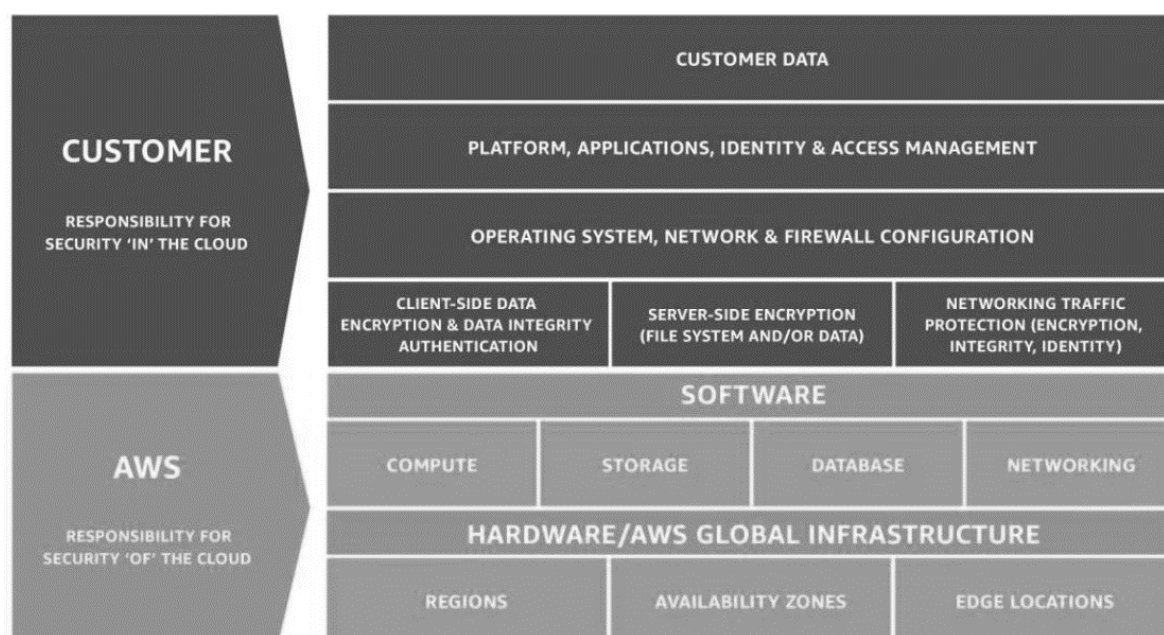 CUSTOMER
RESPONSIBILITY FOR
SECURITY ‘IN’ THE CLOUD
CUSTOMER DATA
PLATFORM, APPLICATIONS, IDENTITY & ACCESS MANAGEMENT
OPERATING SYSTEM, NETWORK & FIREWALL CONFIGURATION
CLIENT-SIDE DATA
ENCRYPTION & DATA INTEGRITY
AUTHENTICATION
SERVER-SIDE ENCRYPTION
(FILE SYSTEM AND/OR DATA)
NETWORKING TRAFFIC
PROTECTION (ENCRYPTION,
INTEGRITY, IDENTITY)
AWS
RESPONSIBILITY FOR
SECURITY ‘OF’ THE CLOUD
SOFTWARE
COMPUTE
STORAGE
DATABASE
NETWORKING
HARDWARE/AWS GLOBAL INFRASTRUCTURE
REGIONS
AVAILABILITY ZONES
EDGE LOCATIONS